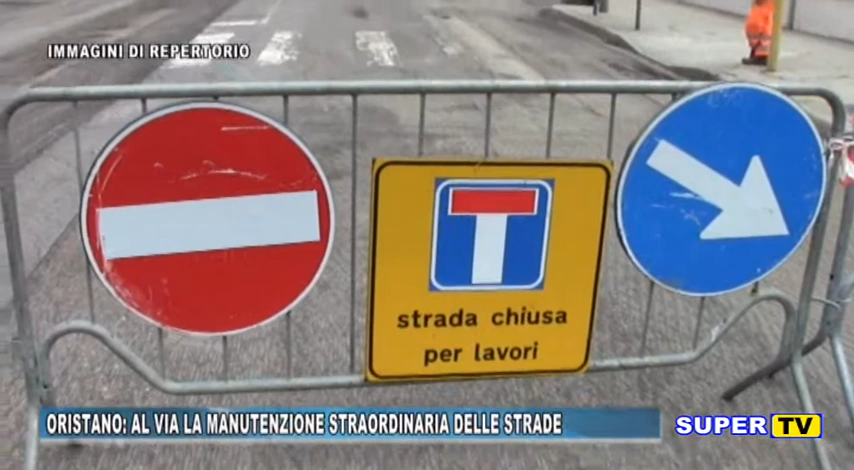 IMMAGINI DI REPERTORIO
strada chiusa
per lavori
ORISTANO: AL VIA LA MANUTENZIONE STRAORDINARIA DELLE STRADE
SUPER TV